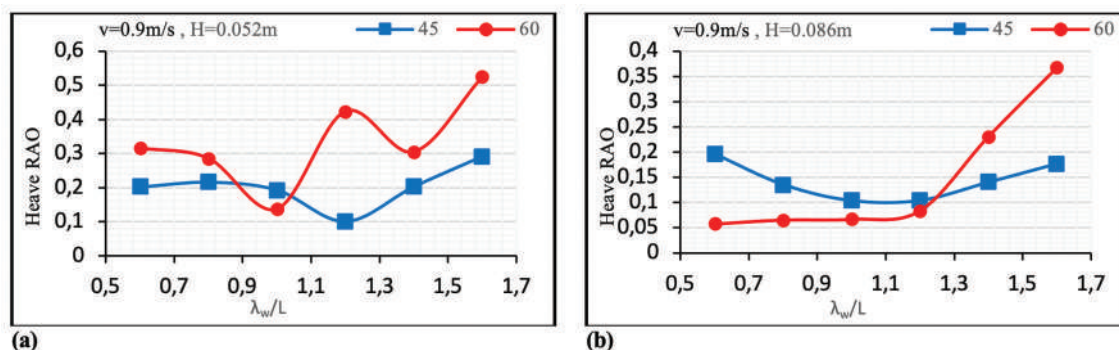 v=0.9m/s , H=0.052m 45 60
0,6
0,5
0,4
0,3
0,2
0,1
0
Heave RAO
0,5 0,7 0,9 1,1 1,3 1,5 1,7
λw/L
(a)
v=0.9m/s , H=0.086m 45 60
0,4
0,35
0,3
0,25
0,2
0,15
0,1
0,05
0
Heave RAO
0,5 0,7 0,9 1,1 1,3 1,5 1,7
λw/L
(b)